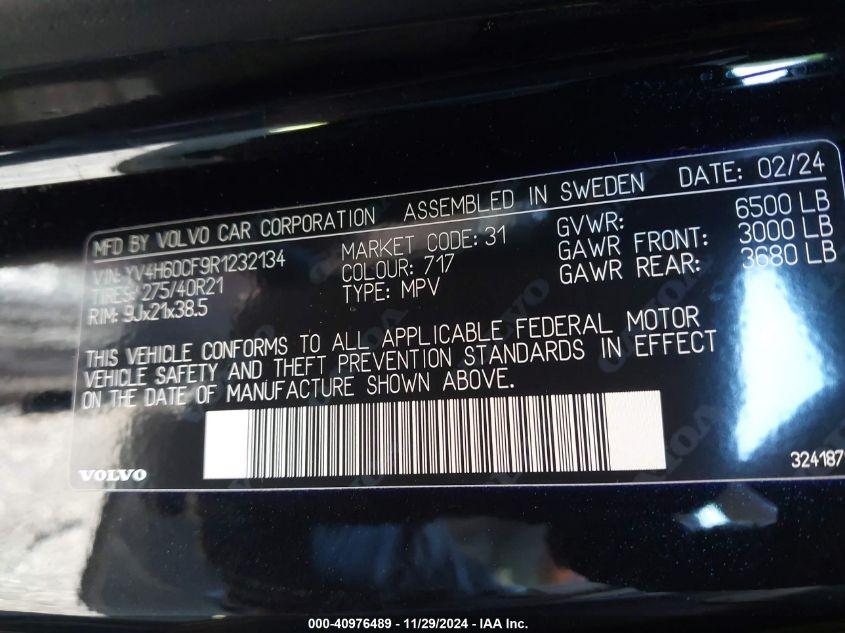 MFD BY VOLVO CAR CORPORATION ASSEMBLED IN SWEDEN DATE: 02/24
VIN: YV4H60CF9R1232134 MARKET CODE: 31 GVWR: 6500 LB
TIRES: 275/40R21 COLOUR: 717 GAWR FRONT: 3000 LB
RIM: 9Jx21x38.5 TYPE: MPV GAWR REAR: 3680 LB
THIS VEHICLE CONFORMS TO ALL APPLICABLE FEDERAL MOTOR
VEHICLE SAFETY AND THEFT PREVENTION STANDARDS IN EFFECT
ON THE DATE OF MANUFACTURE SHOWN ABOVE.
VOLVO 324187
000-40976489 - 11/29/2024 - IAA Inc.